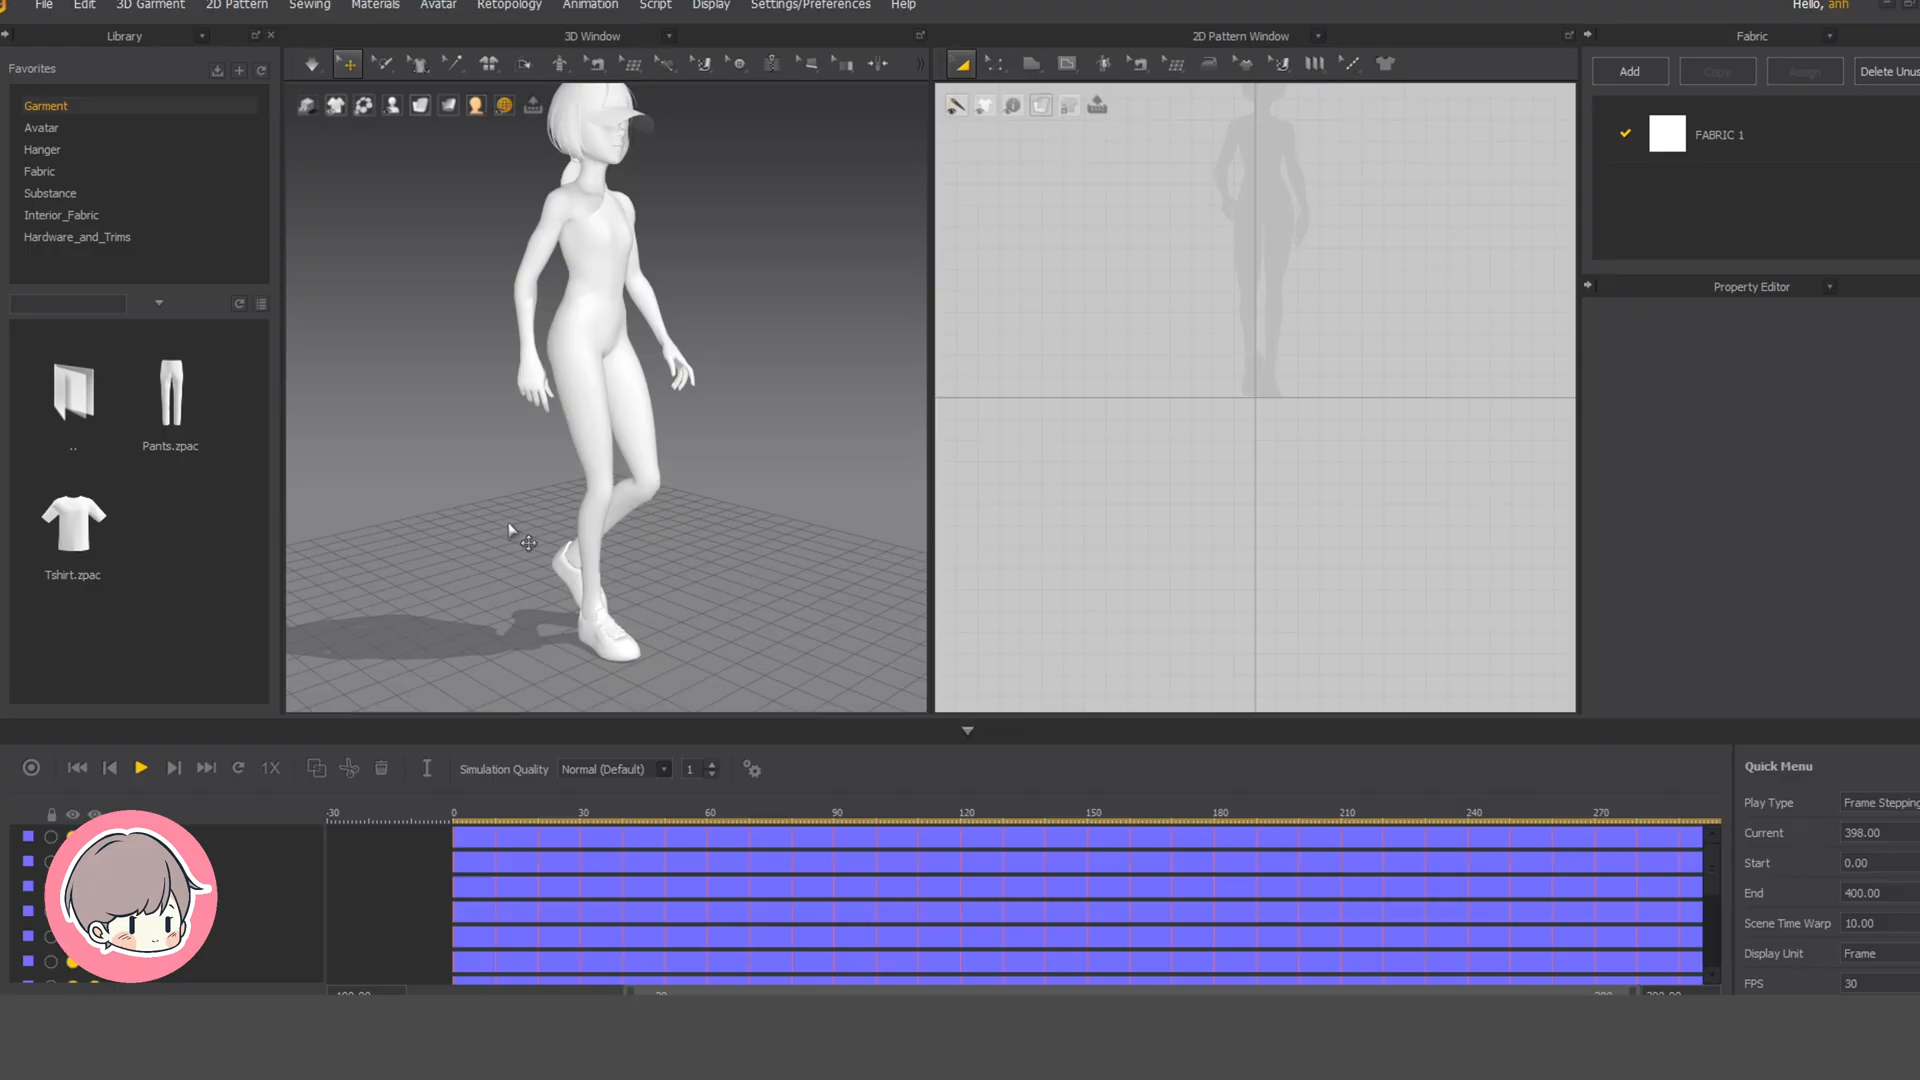 File Edit 3D Garment 2D Pattern Sewing Materials Avatar Retopology Animation Script Display Settings/Preferences Help Hello, anh
Library 3D Window 2D Pattern Window Fabric
Favorites
Garment
Avatar
Hanger
Fabric
Substance
Interior_Fabric
Hardware_and_Trims
..
Pants.zpac
Tshirt.zpac
Add Copy Assign Delete Unus
FABRIC 1
Property Editor
1X Simulation Quality Normal (Default) 1
-30 0 30 60 90 120 150 180 210 240 270
Quick Menu
Play Type Frame Stepping
Current 398.00
Start 0.00
End 400.00
Scene Time Warp 10.00
Display Unit Frame
FPS 30